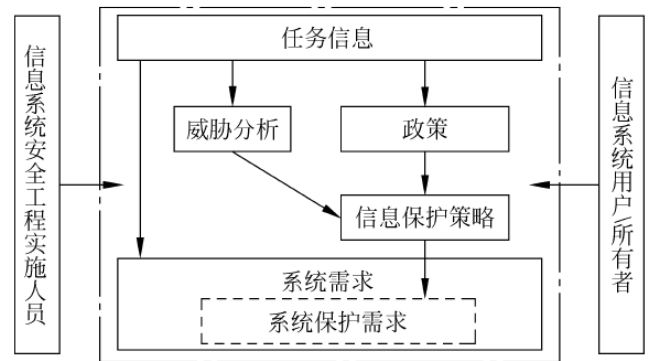 任务信息
信息系统安全工程实施人员
威胁分析
政策
信息系统用户/所有者
信息保护策略
系统需求
系统保护需求